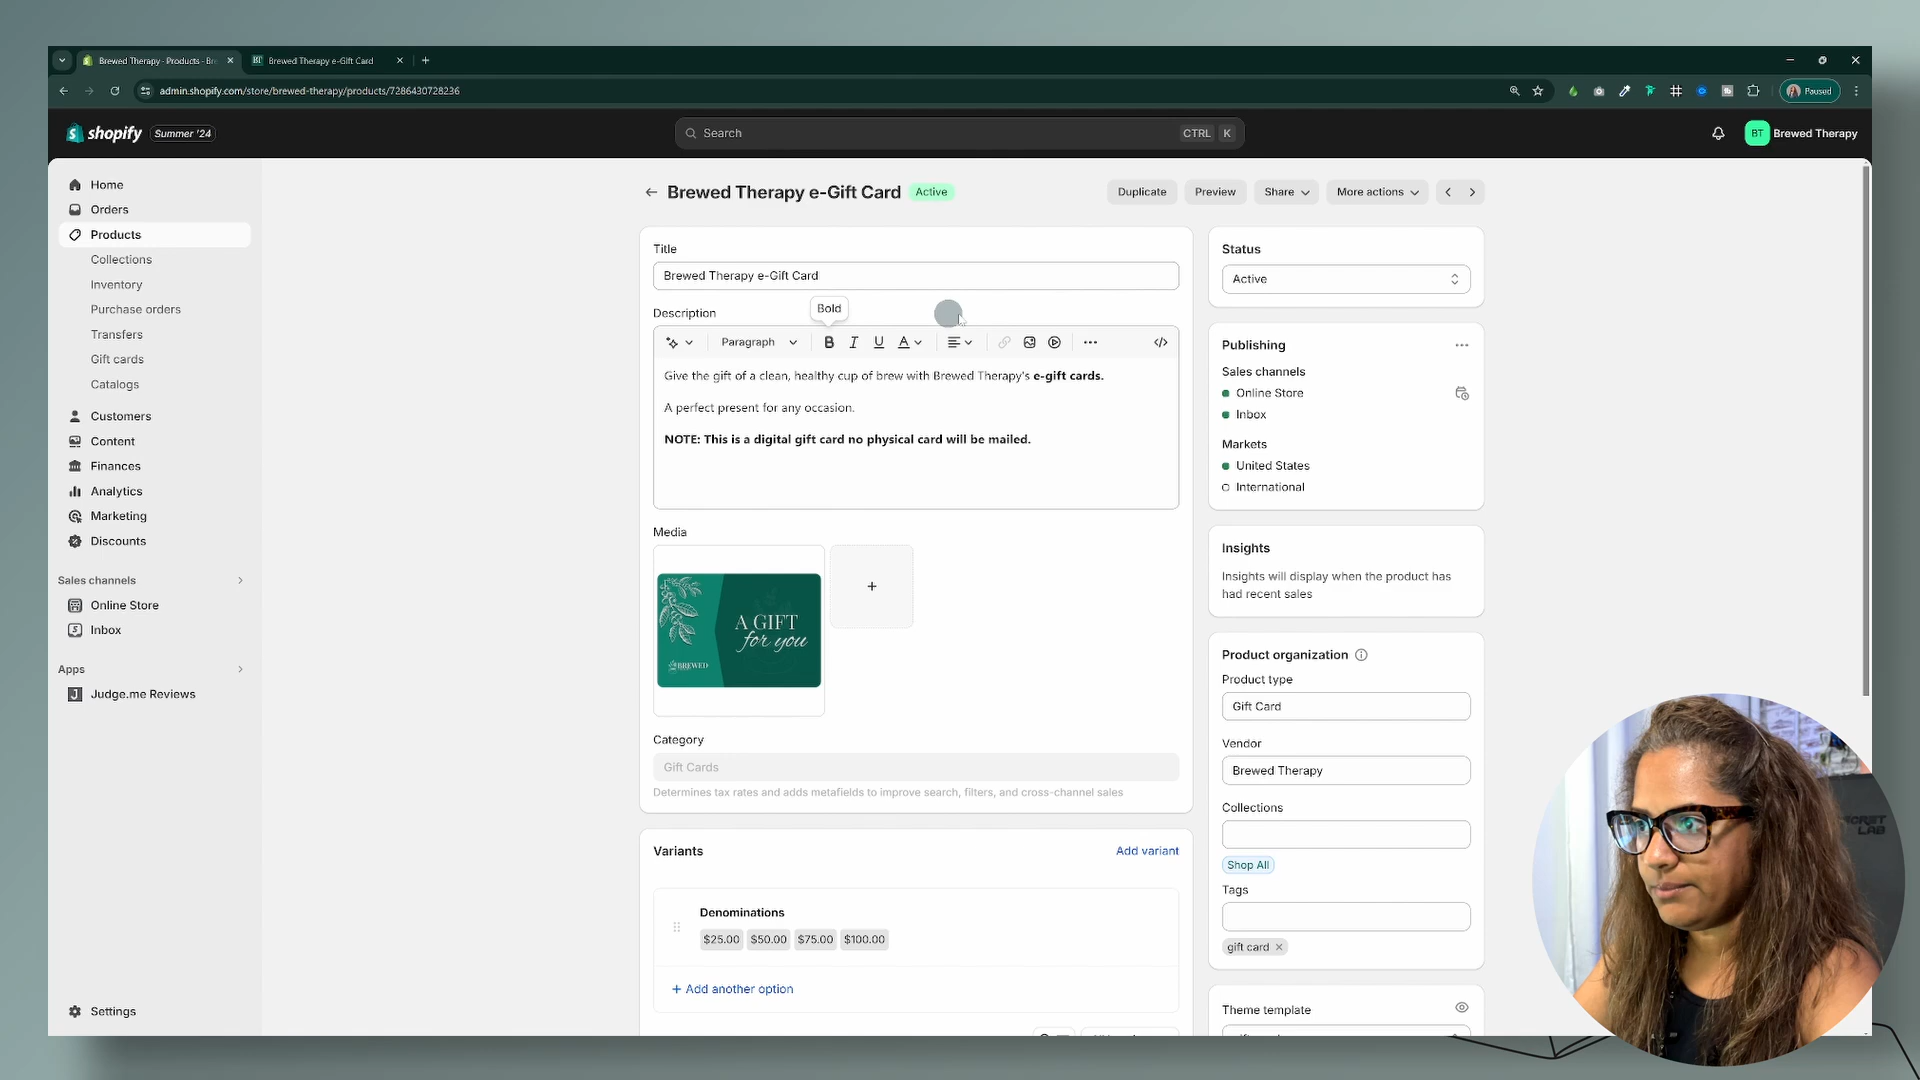 Brewed Therapy - Products - Bre
Brewed Therapy e-Gift Card
admin.shopify.com/store/brewed-therapy/products/7286430728236
Paused
shopify
Summer '24
Search
CTRL K
BT
Brewed Therapy
Home
Orders
Products
Collections
Inventory
Purchase orders
Transfers
Gift cards
Catalogs
Customers
Content
Finances
Analytics
Marketing
Discounts
Sales channels
Online Store
Inbox
Apps
Judge.me Reviews
Settings
Brewed Therapy e-Gift Card
Active
Duplicate
Preview
Share
More actions
Title
Brewed Therapy e-Gift Card
Description
Bold
Paragraph
B I U A
Give the gift of a clean, healthy cup of brew with Brewed Therapy's e-gift cards.
A perfect present for any occasion.
NOTE: This is a digital gift card no physical card will be mailed.
Media
A GIFT
for you
BREWED
Category
Gift Cards
Determines tax rates and adds metafields to improve search, filters, and cross-channel sales
Variants
Add variant
Denominations
$25.00 $50.00 $75.00 $100.00
+ Add another option
Status
Active
Publishing
Sales channels
Online Store
Inbox
Markets
United States
International
Insights
Insights will display when the product has
had recent sales
Product organization
Product type
Gift Card
Vendor
Brewed Therapy
Collections
Shop All
Tags
gift card
Theme template